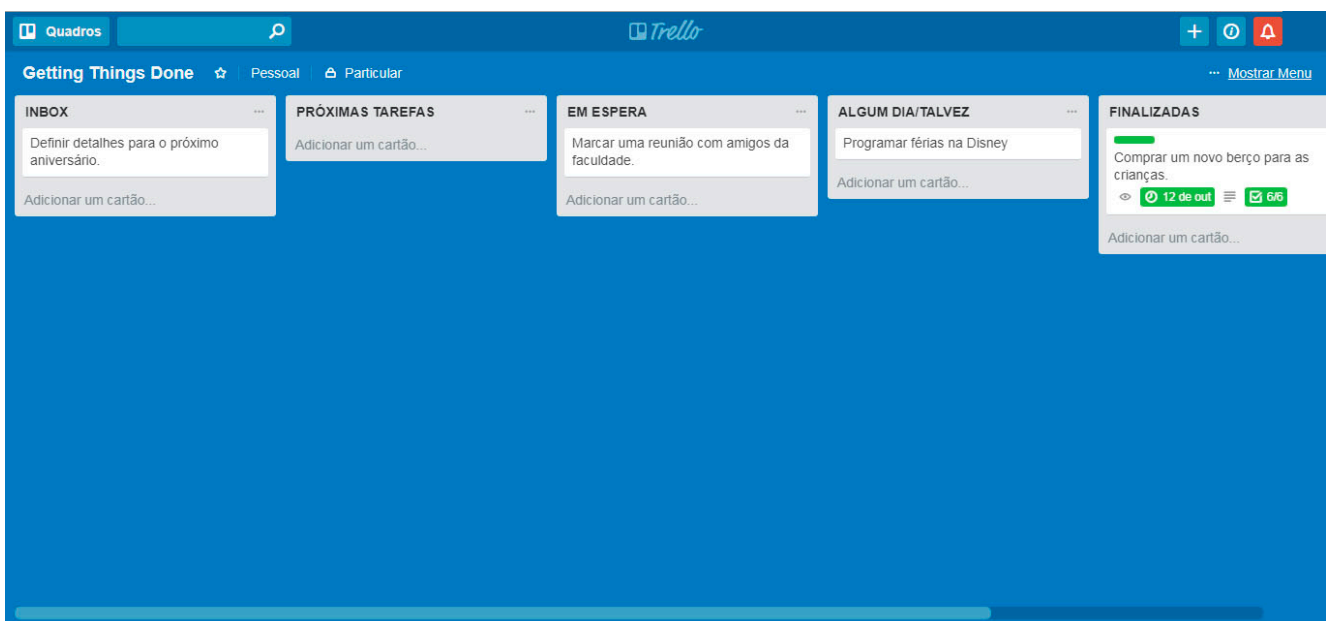 Quadros
Trello
Getting Things Done
Pessoal
Particular
... Mostrar Menu
INBOX
...
Definir detalhes para o próximo
aniversário.
Adicionar um cartão...
PRÓXIMAS TAREFAS
...
Adicionar um cartão...
EM ESPERA
...
Marcar uma reunião com amigos da
faculdade.
Adicionar um cartão...
ALGUM DIA/TALVEZ
...
Programar férias na Disney
Adicionar um cartão...
FINALIZADAS
Comprar um novo berço para as
crianças.
12 de out 6/6
Adicionar um cartão...